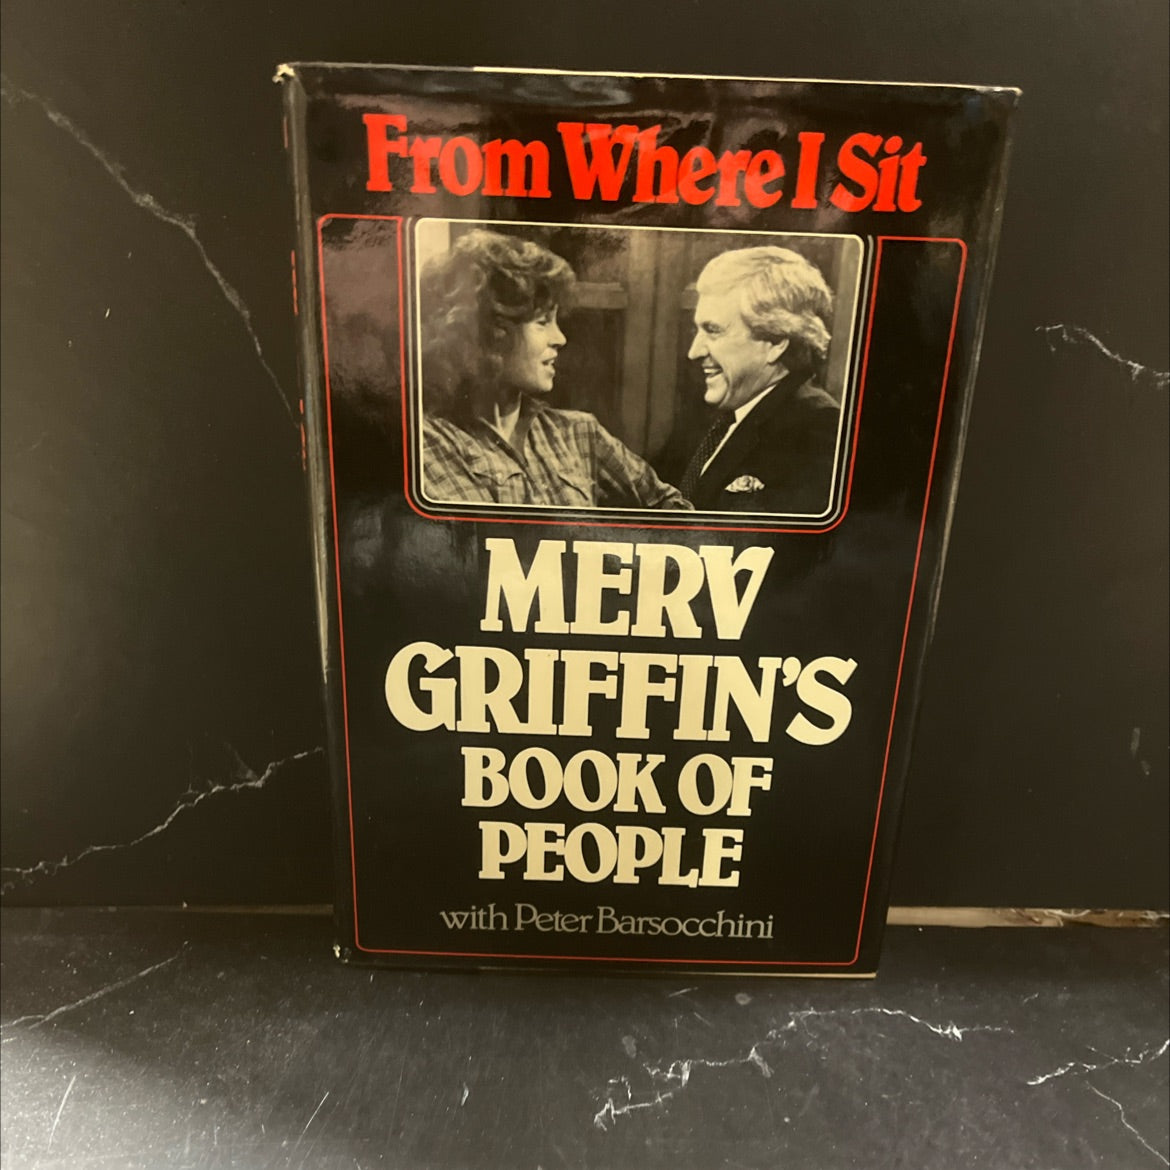 From Where I Sit
MERV
GRIFFIN'S
BOOK OF
PEOPLE
with Peter Barsocchini